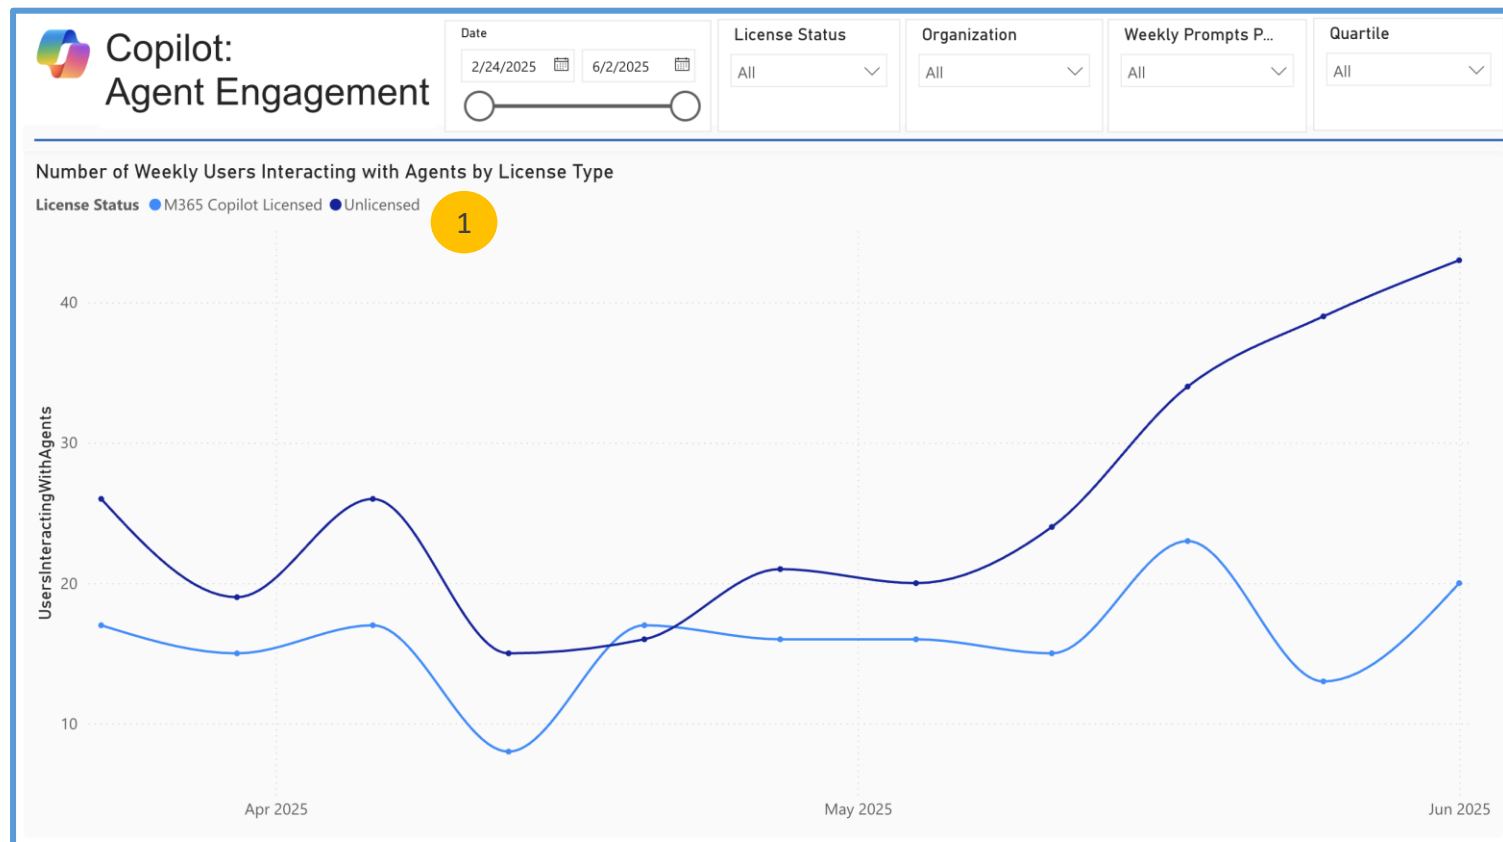 Copilot:
Agent Engagement
Date
2/24/2025
6/2/2025
License Status
All
Organization
All
Weekly Prompts P...
All
Quartile
All
Number of Weekly Users Interacting with Agents by License Type
License Status M365 Copilot Licensed Unlicensed
1
UsersInteractingWithAgents
40
30
20
10
Apr 2025
May 2025
Jun 2025